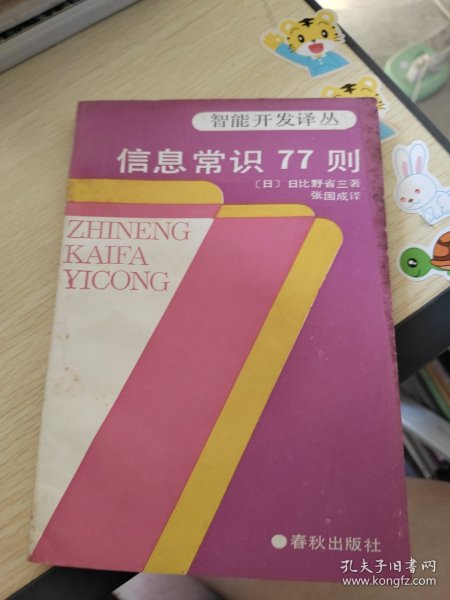 智能开发译丛
信息常识 77 则
〔日〕日比野省三著
张国成译
ZHINENG
KAIFA
YICONG
春秋出版社
孔夫子旧书网
www.kongfz.com